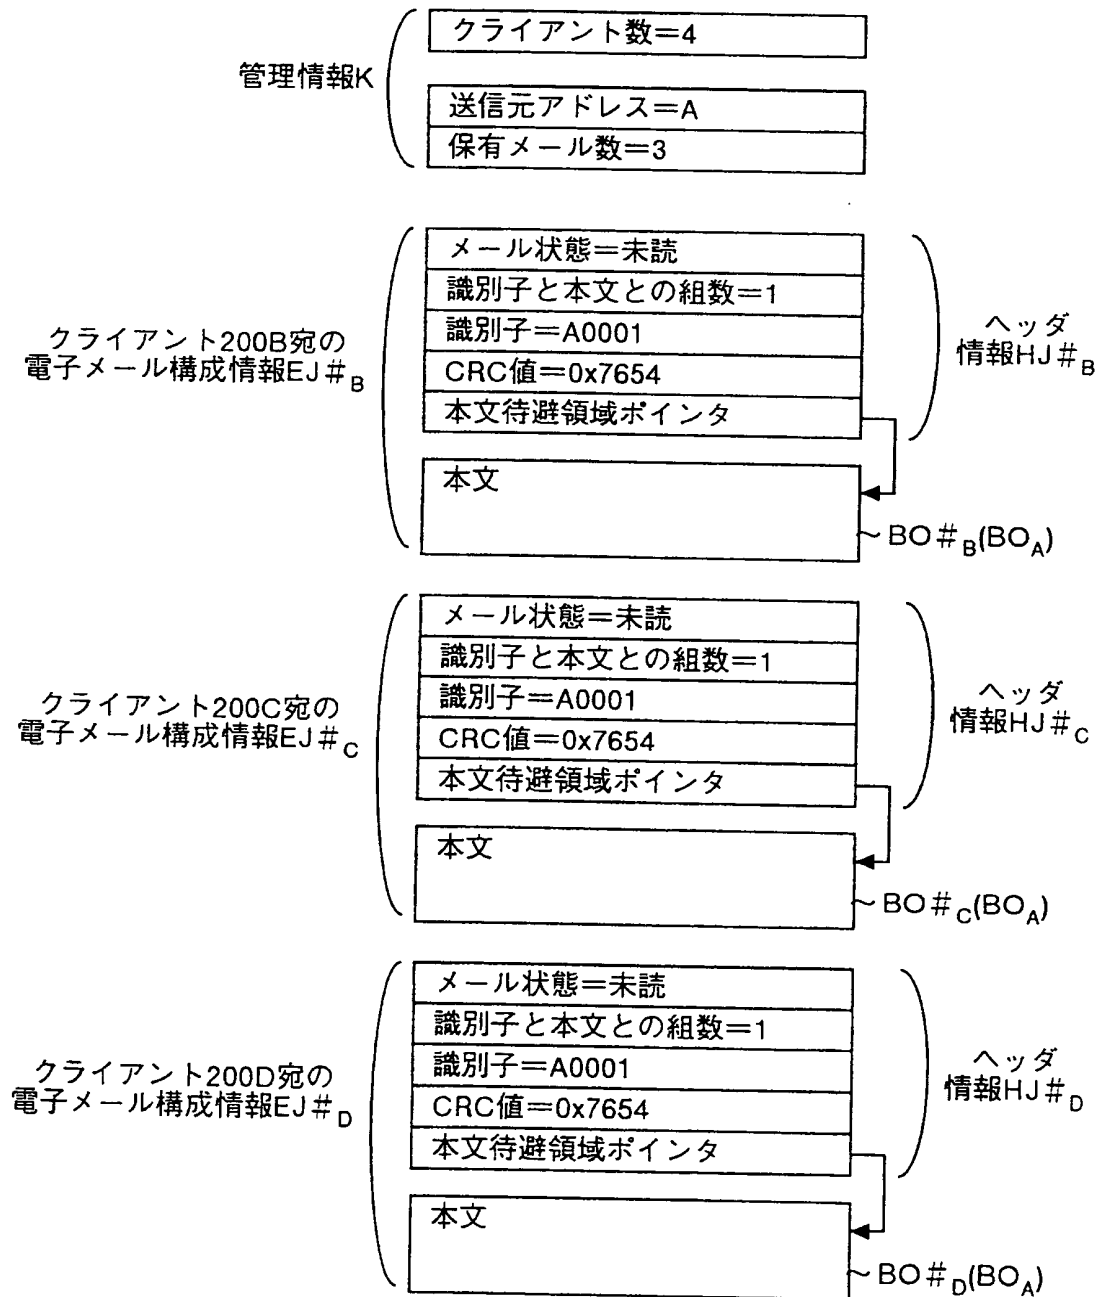 クライアント数＝4
管理情報K
送信元アドレス＝A
保有メール数＝3
メール状態＝未読
識別子と本文との組数＝1
クライアント200B宛の
電子メール構成情報EJ#B
識別子＝A0001
ヘッダ
情報HJ#B
CRC値＝0x7654
本文待避領域ポインタ
本文
BO#B(BOA)
メール状態＝未読
識別子と本文との組数＝1
クライアント200C宛の
電子メール構成情報EJ#C
識別子＝A0001
ヘッダ
情報HJ#C
CRC値＝0x7654
本文待避領域ポインタ
本文
BO#C(BOA)
メール状態＝未読
識別子と本文との組数＝1
クライアント200D宛の
電子メール構成情報EJ#D
識別子＝A0001
ヘッダ
情報HJ#D
CRC値＝0x7654
本文待避領域ポインタ
本文
BO#D(BOA)